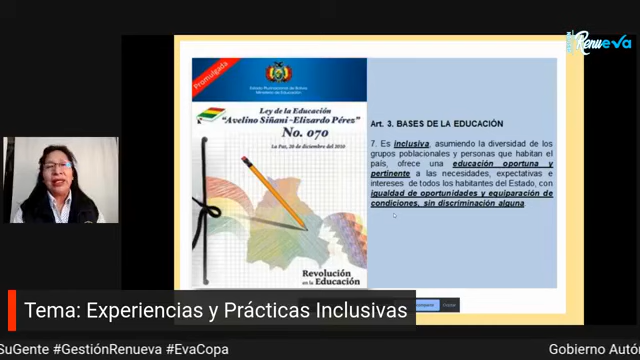 Renueva
Promulgada
Estado Plurinacional de Bolivia
Ministerio de Educación
Ley de la Educación
“Avelino Siñani-Elizardo Pérez”
No. 070
La Paz, 20 de diciembre del 2010
Revolución
en la Educación
Art. 3. BASES DE LA EDUCACIÓN
7. Es inclusiva, asumiendo la diversidad de los
grupos poblacionales y personas que habitan el
país, ofrece una educación oportuna y
pertinente a las necesidades, expectativas e
intereses de todos los habitantes del Estado, con
igualdad de oportunidades y equiparación de
condiciones, sin discriminación alguna.
Tema: Experiencias y Prácticas Inclusivas
SuGente #GestiónRenueva #EvaCopa
Gobierno Autón